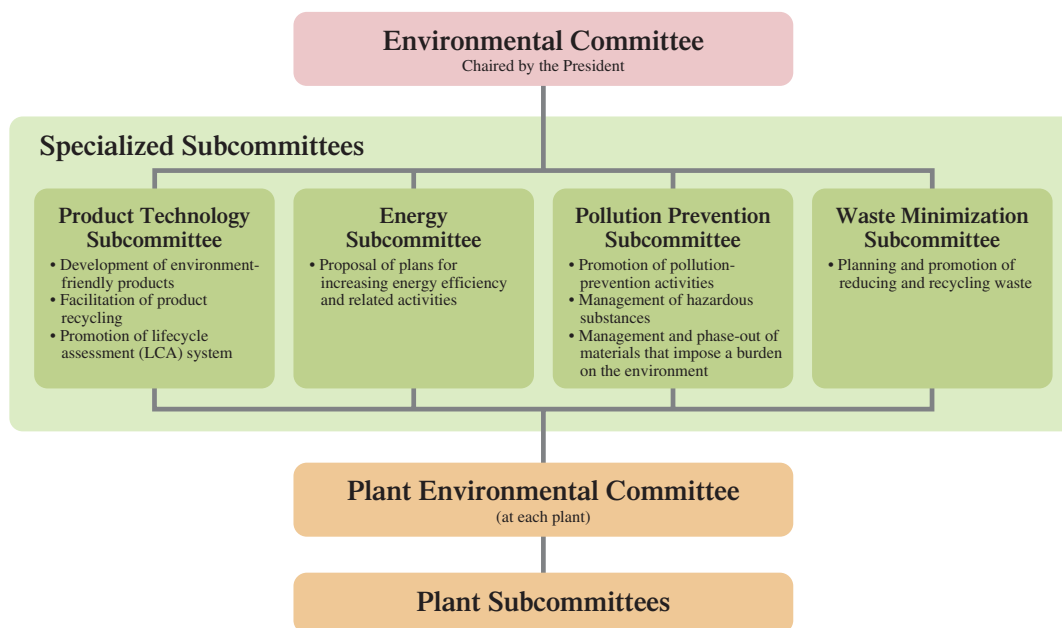 Environmental Committee
Chaired by the President
Specialized Subcommittees
Product Technology
Subcommittee
• Development of environment-
friendly products
• Facilitation of product
recycling
• Promotion of lifecycle
assessment (LCA) system
Energy
Subcommittee
• Proposal of plans for
increasing energy efficiency
and related activities
Pollution Prevention
Subcommittee
• Promotion of pollution-
prevention activities
• Management of hazardous
substances
• Management and phase-out of
materials that impose a burden
on the environment
Waste Minimization
Subcommittee
• Planning and promotion of
reducing and recycling waste
Plant Environmental Committee
(at each plant)
Plant Subcommittees